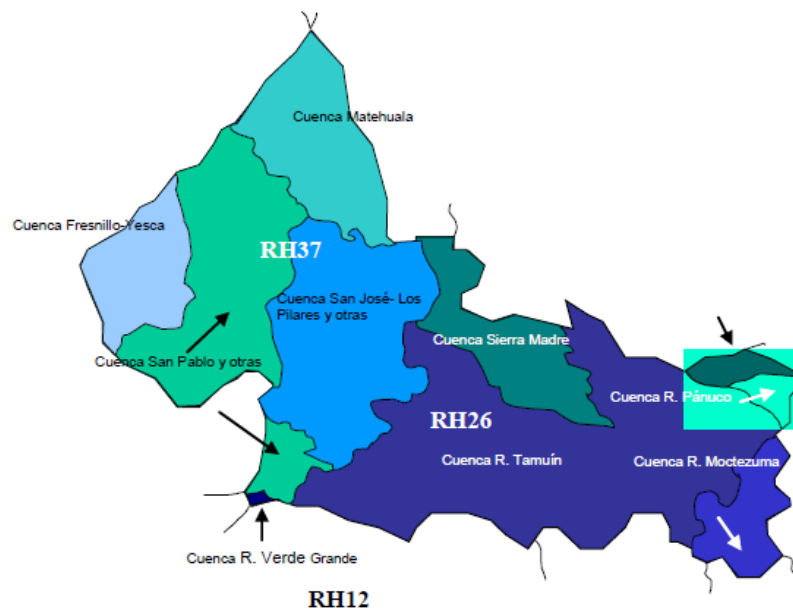 Cuenca Matehuala
Cuenca Fresnillo-Yesca
RH37
Cuenca San José- Los
Pilares y otras
Cuenca Sierra Madre
Cuenca San Pablo y otras
Cuenca R. Pánuco
RH26
Cuenca R. Tamuín
Cuenca R. Moctezuma
Cuenca R. Verde Grande
RH12